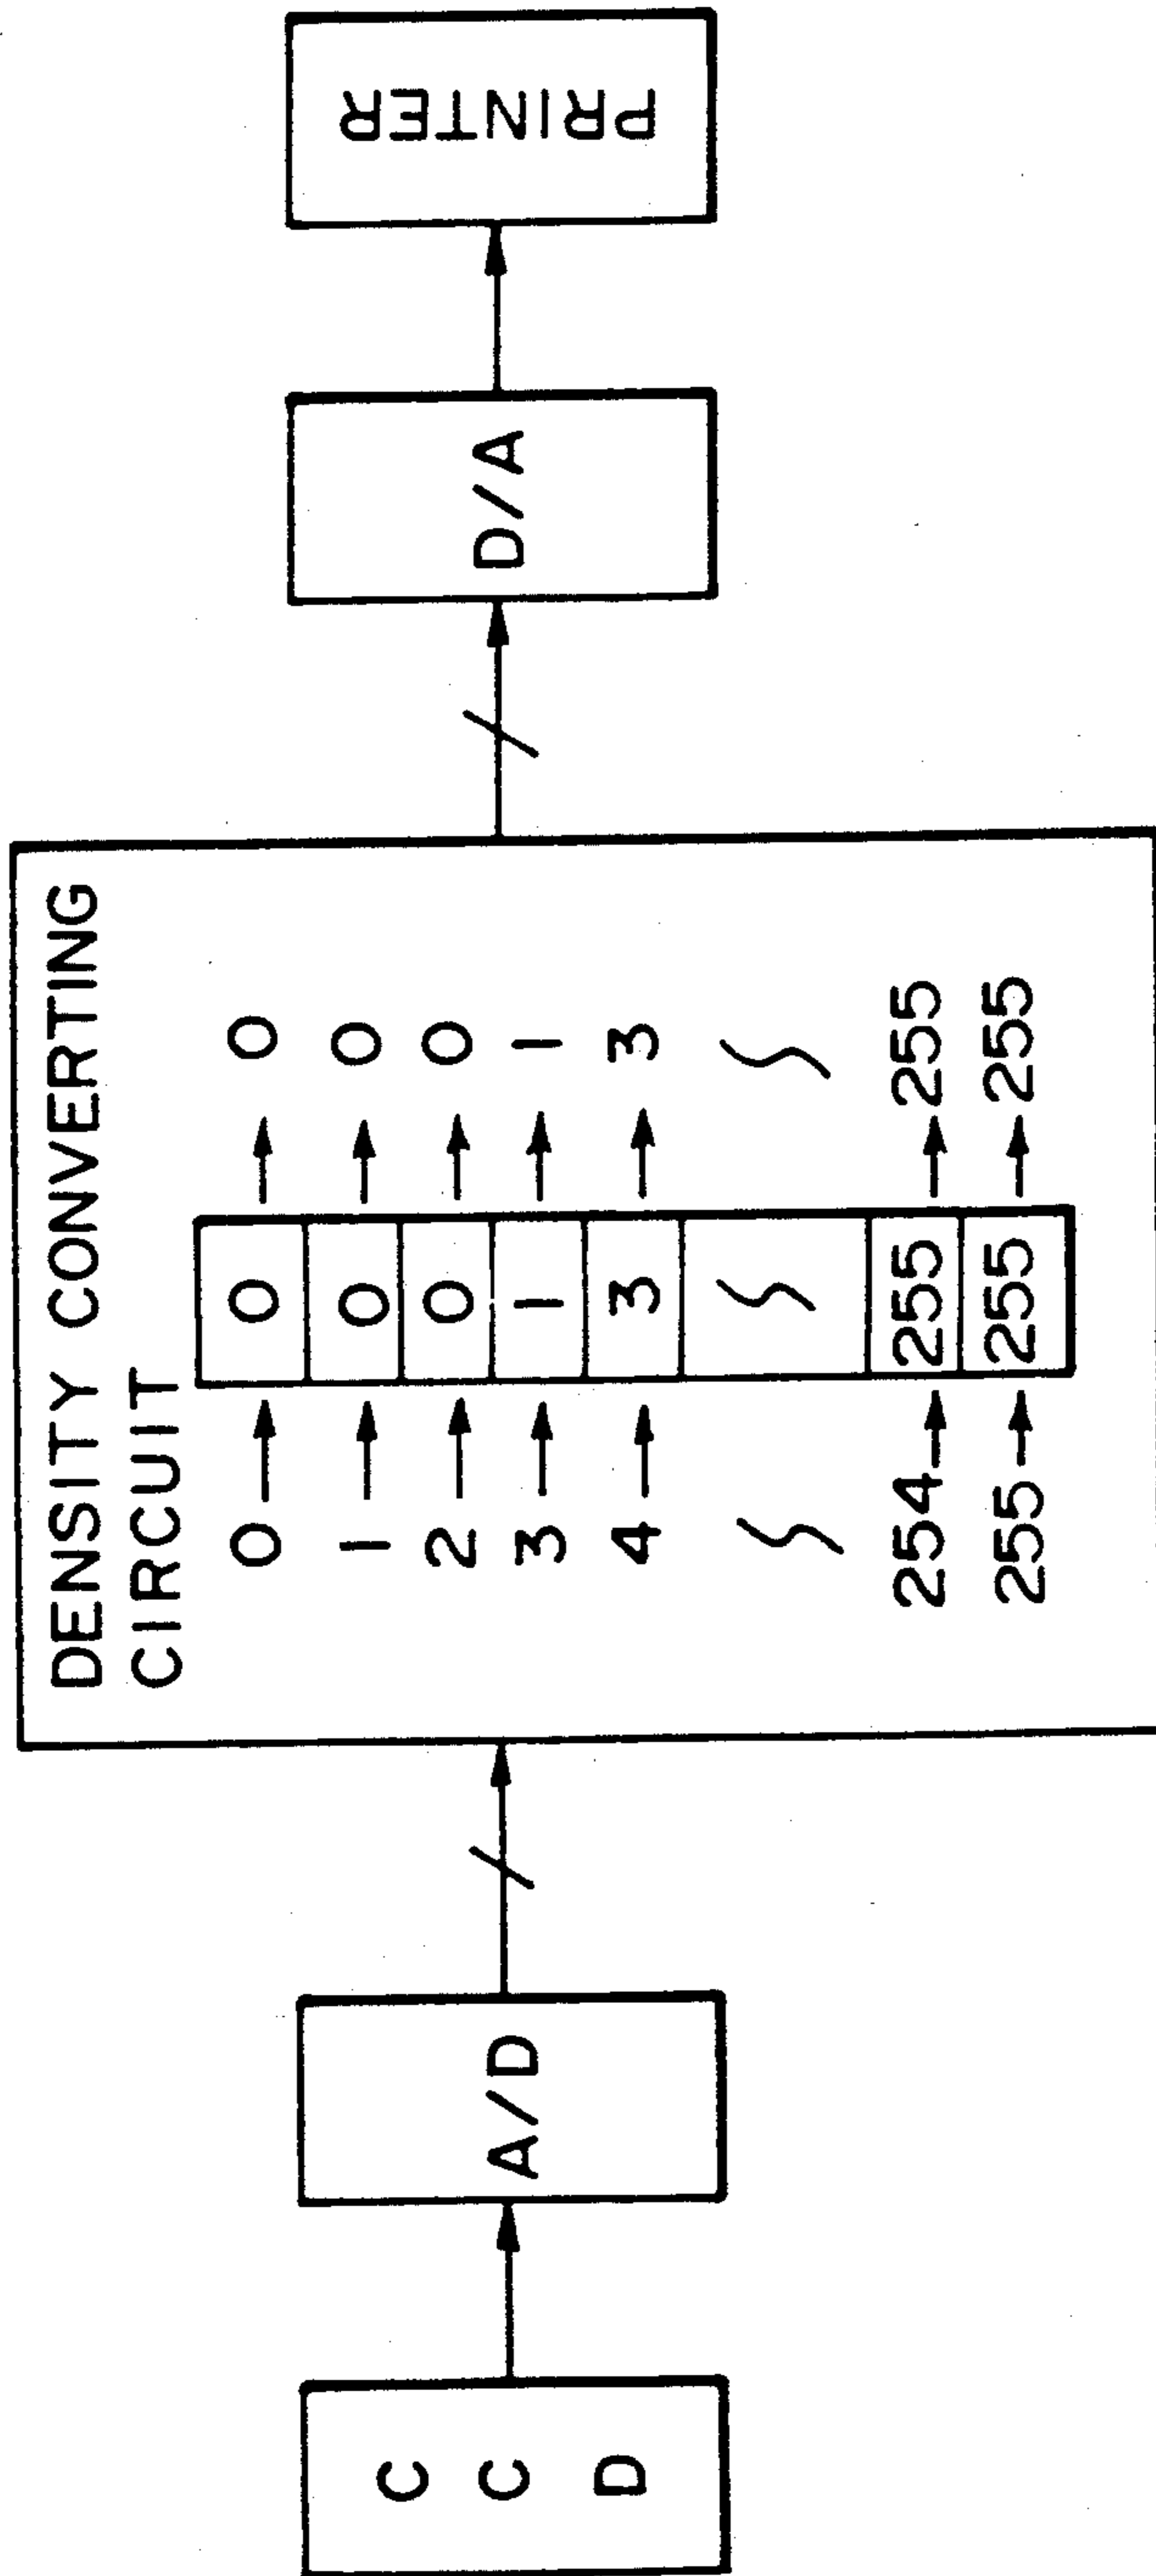 CCD
A/D
DENSITY CONVERTING
CIRCUIT
0 → 0 → 0
1 → 0 → 0
2 → 0 → 0
3 → 1 → 1
4 → 3 → 3
254 → 255 → 255
255 → 255 → 255
D/A
PRINTER